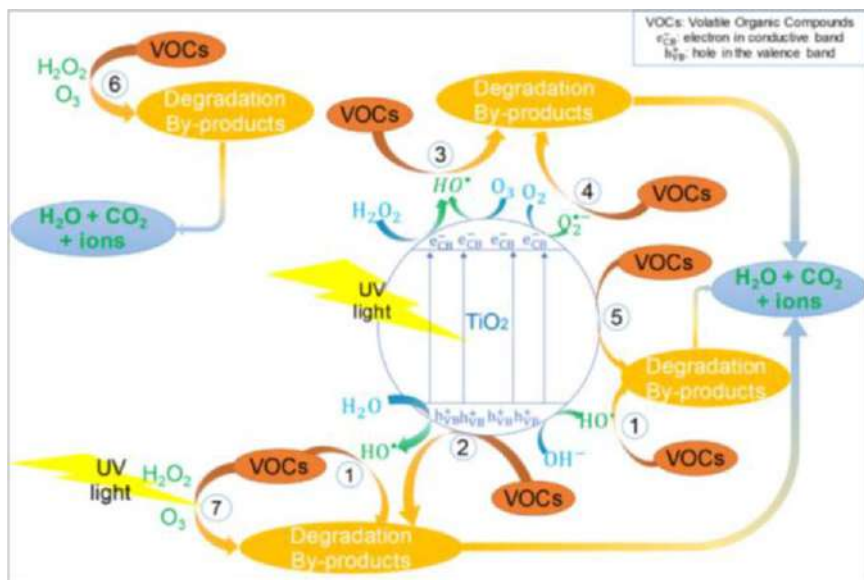 VOCs: Volatile Organic Compounds
e⁻CB: electron in conductive band
h⁺VB: hole in the valence band
VOCs
H₂O₂
6
O₃
Degradation
By-products
H₂O + CO₂
+ ions
VOCs
3
Degradation
By-products
4
VOCs
HO•
O₃
O₂
H₂O₂
O₂•⁻
e⁻CB e⁻CB e⁻CB e⁻CB
VOCs
UV
light
TiO₂
5
H₂O + CO₂
+ ions
Degradation
By-products
H₂O
h⁺VB h⁺VB h⁺VB h⁺VB
HO•
2
OH⁻
HO•
1
VOCs
UV
light
H₂O₂
VOCs
1
VOCs
O₃
7
Degradation
By-products